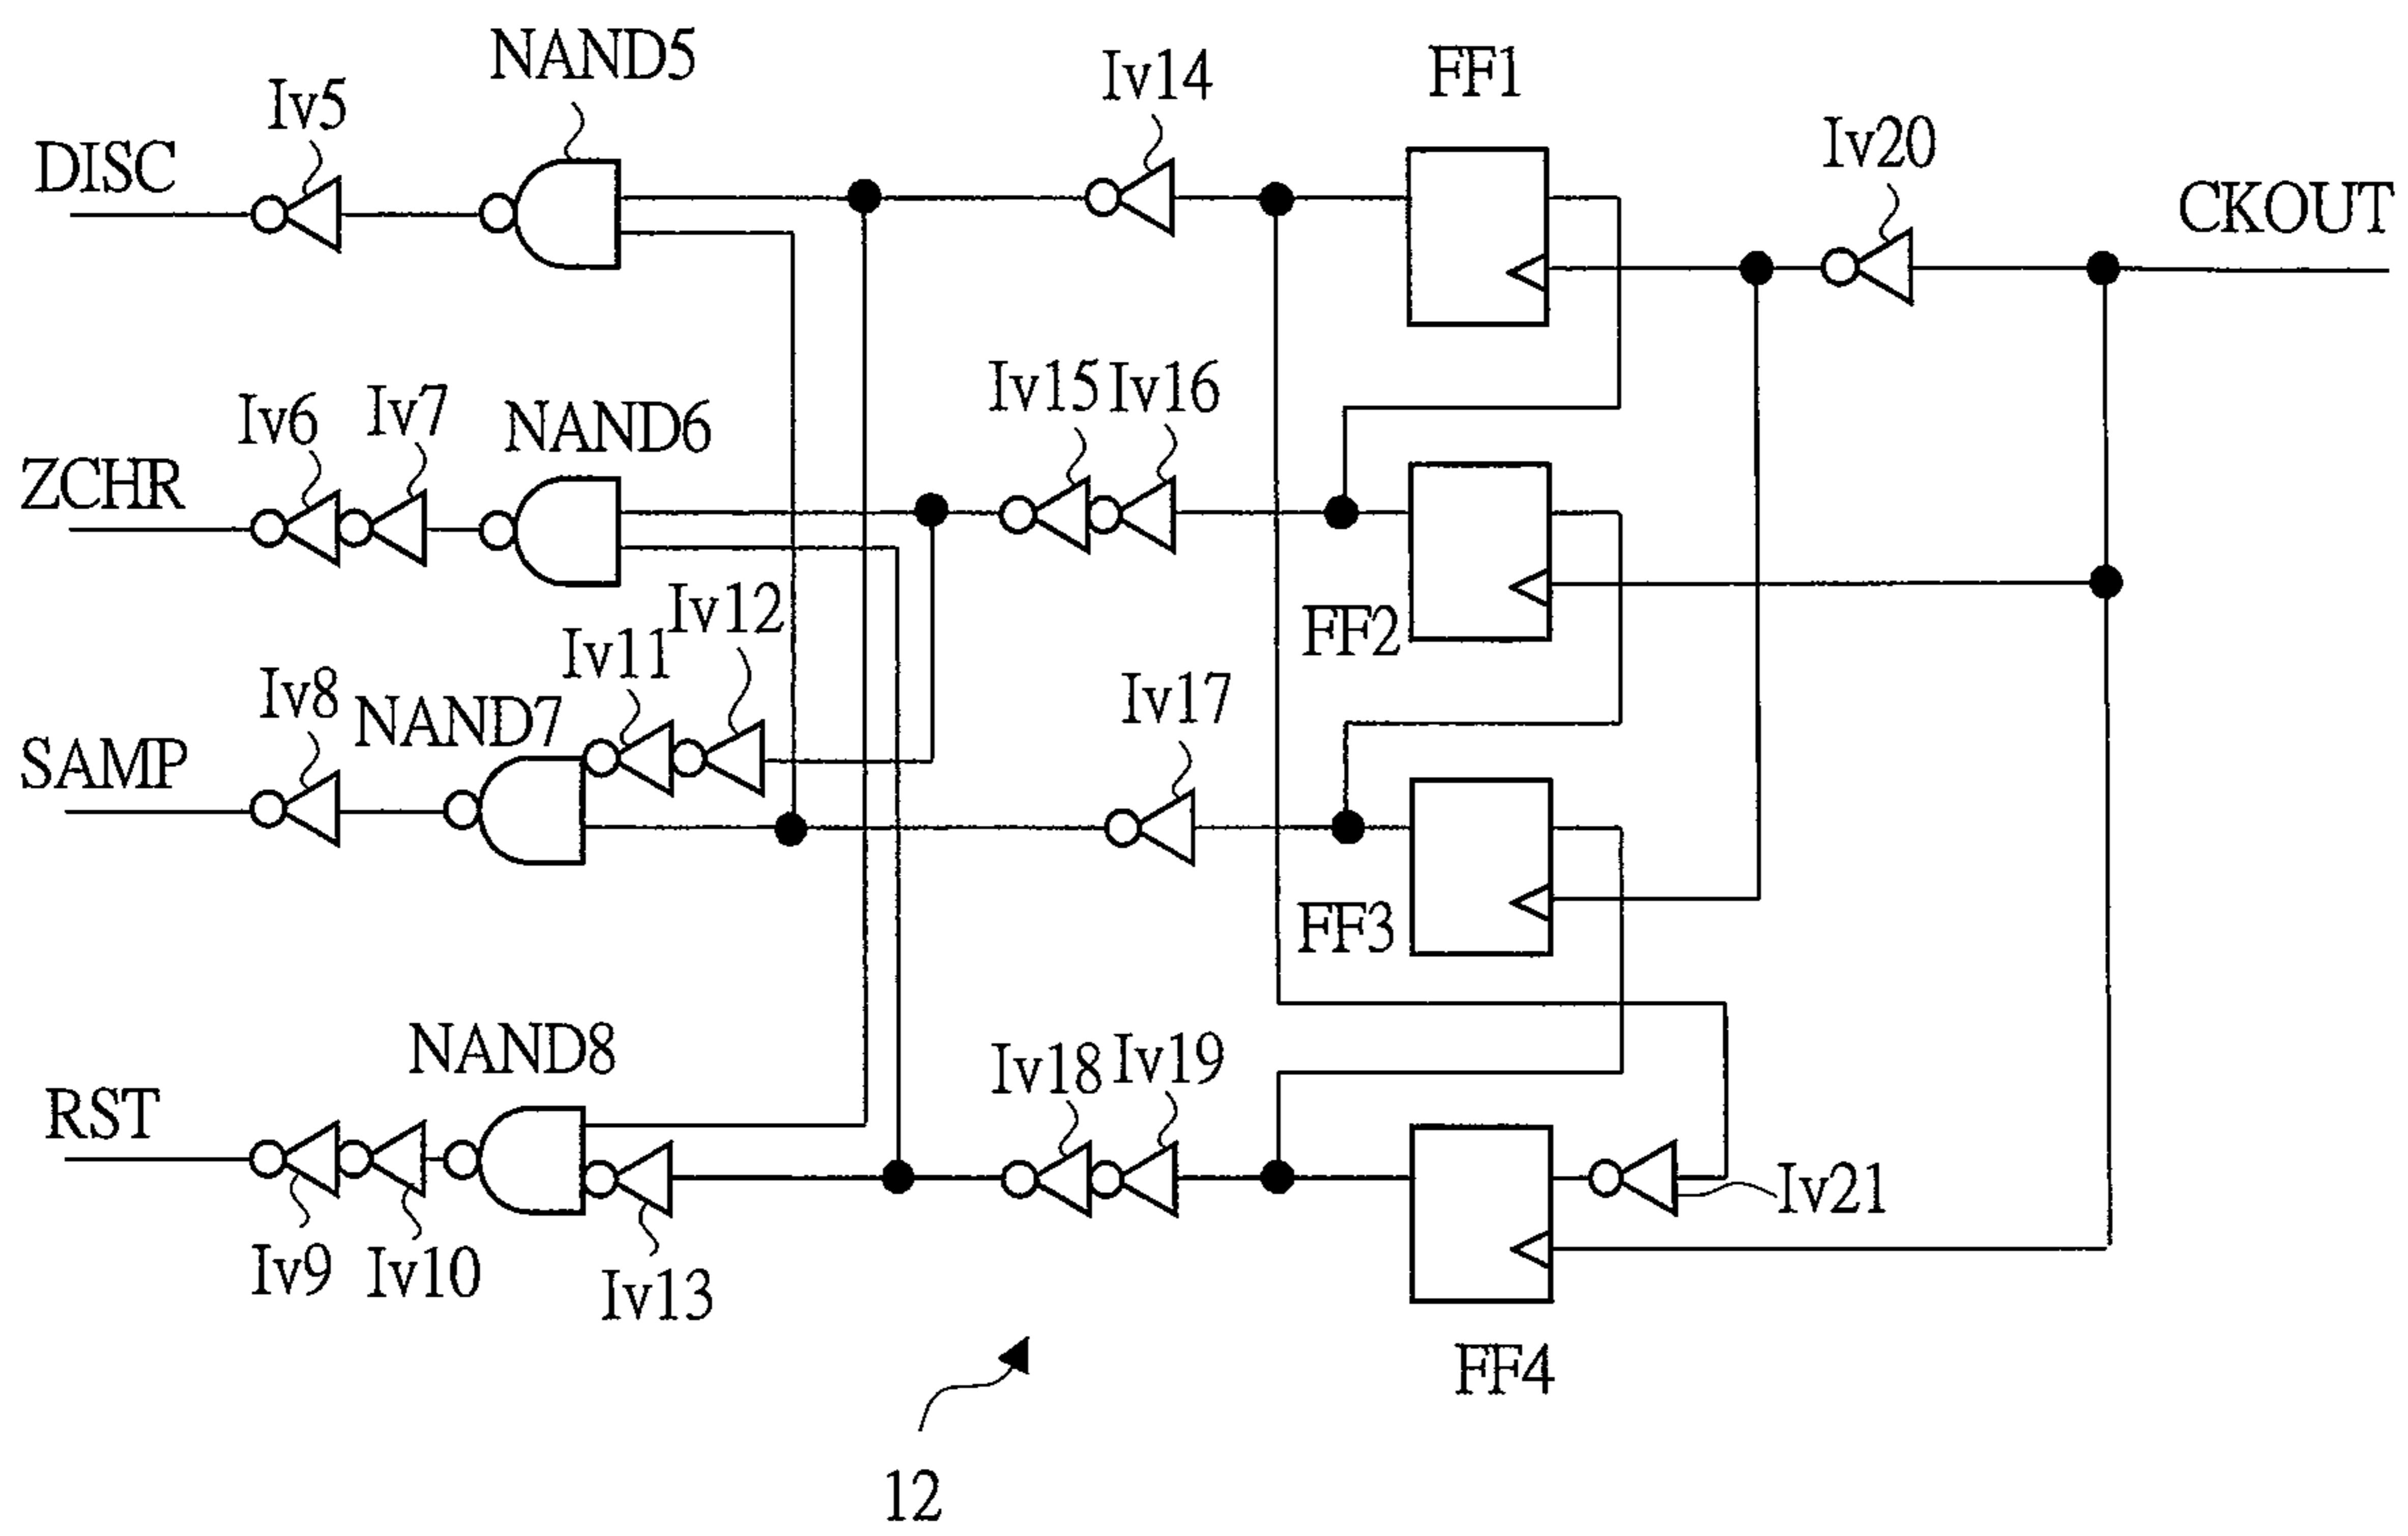 NAND5
FF1
Iv14
Iv5
Iv20
DISC
CKOUT
Iv15
Iv16
Iv7
Iv6
NAND6
ZCHR
Iv12
FF2
Iv11
Iv8
NAND7
Iv17
SAMP
FF3
NAND8
Iv18
Iv19
RST
Iv21
Iv9
Iv10
Iv13
FF4
12